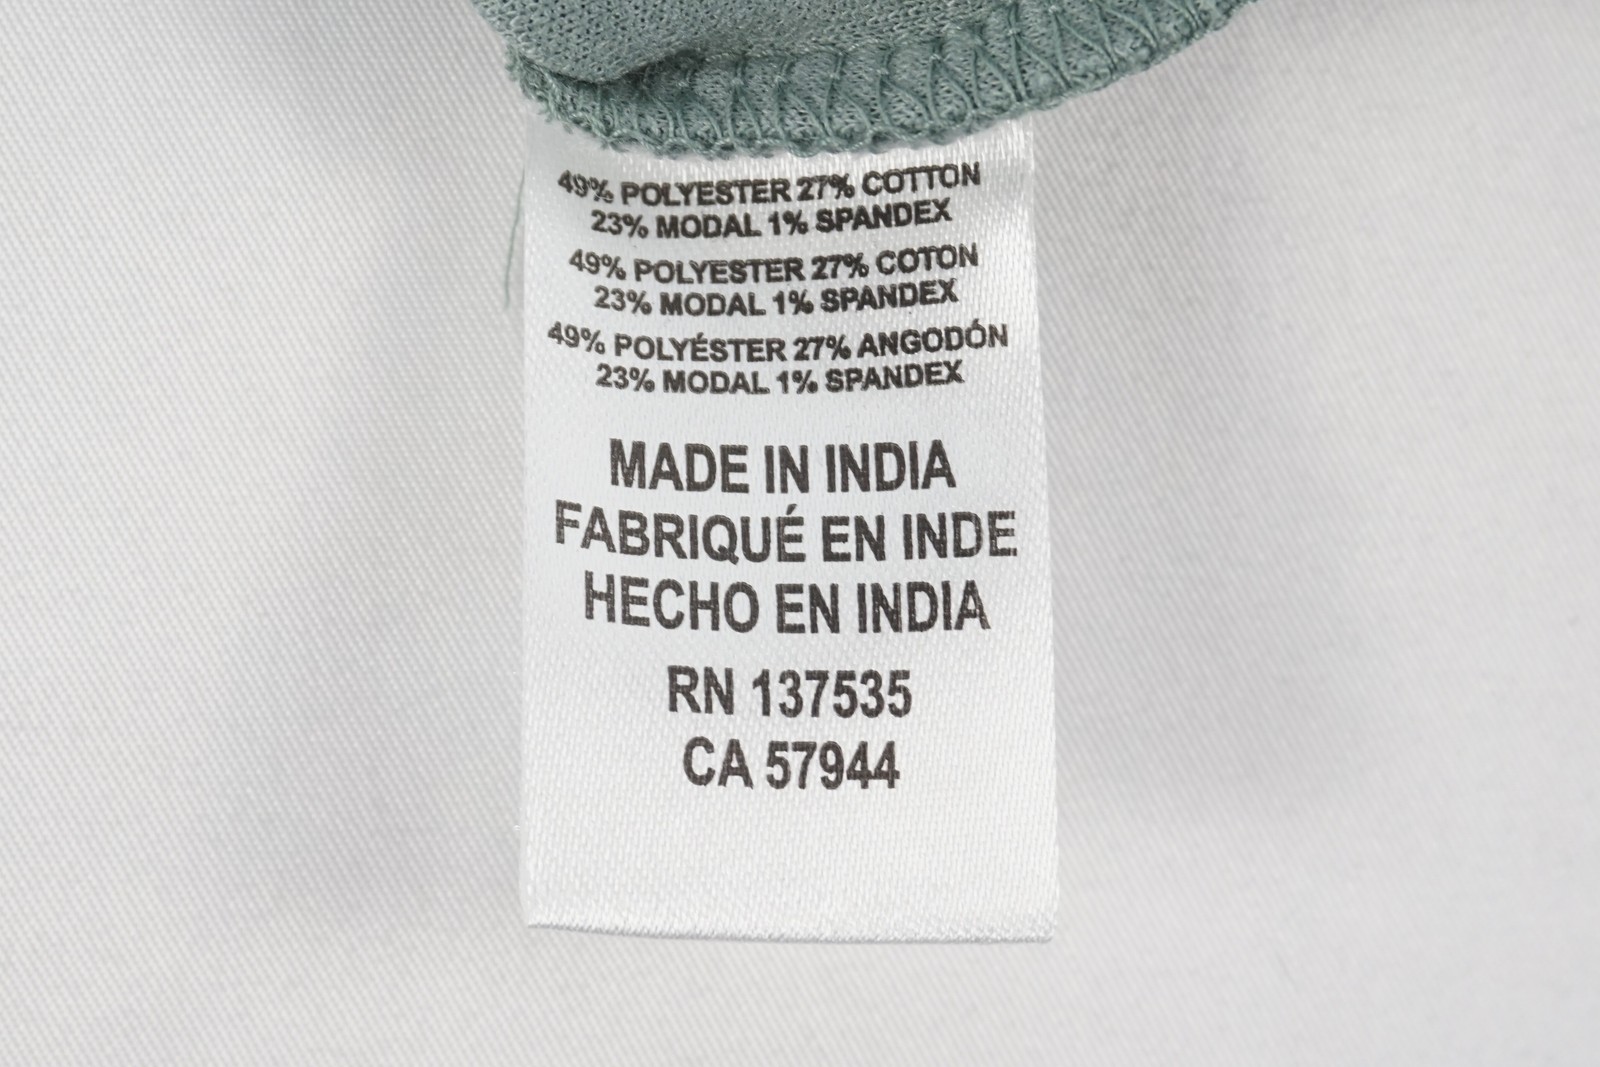 49% POLYESTER 27% COTTON
23% MODAL 1% SPANDEX
49% POLYESTER 27% COTON
23% MODAL 1% SPANDEX
49% POLYÉSTER 27% ANGODÓN
23% MODAL 1% SPANDEX
MADE IN INDIA
FABRIQUÉ EN INDE
HECHO EN INDIA
RN 137535
CA 57944